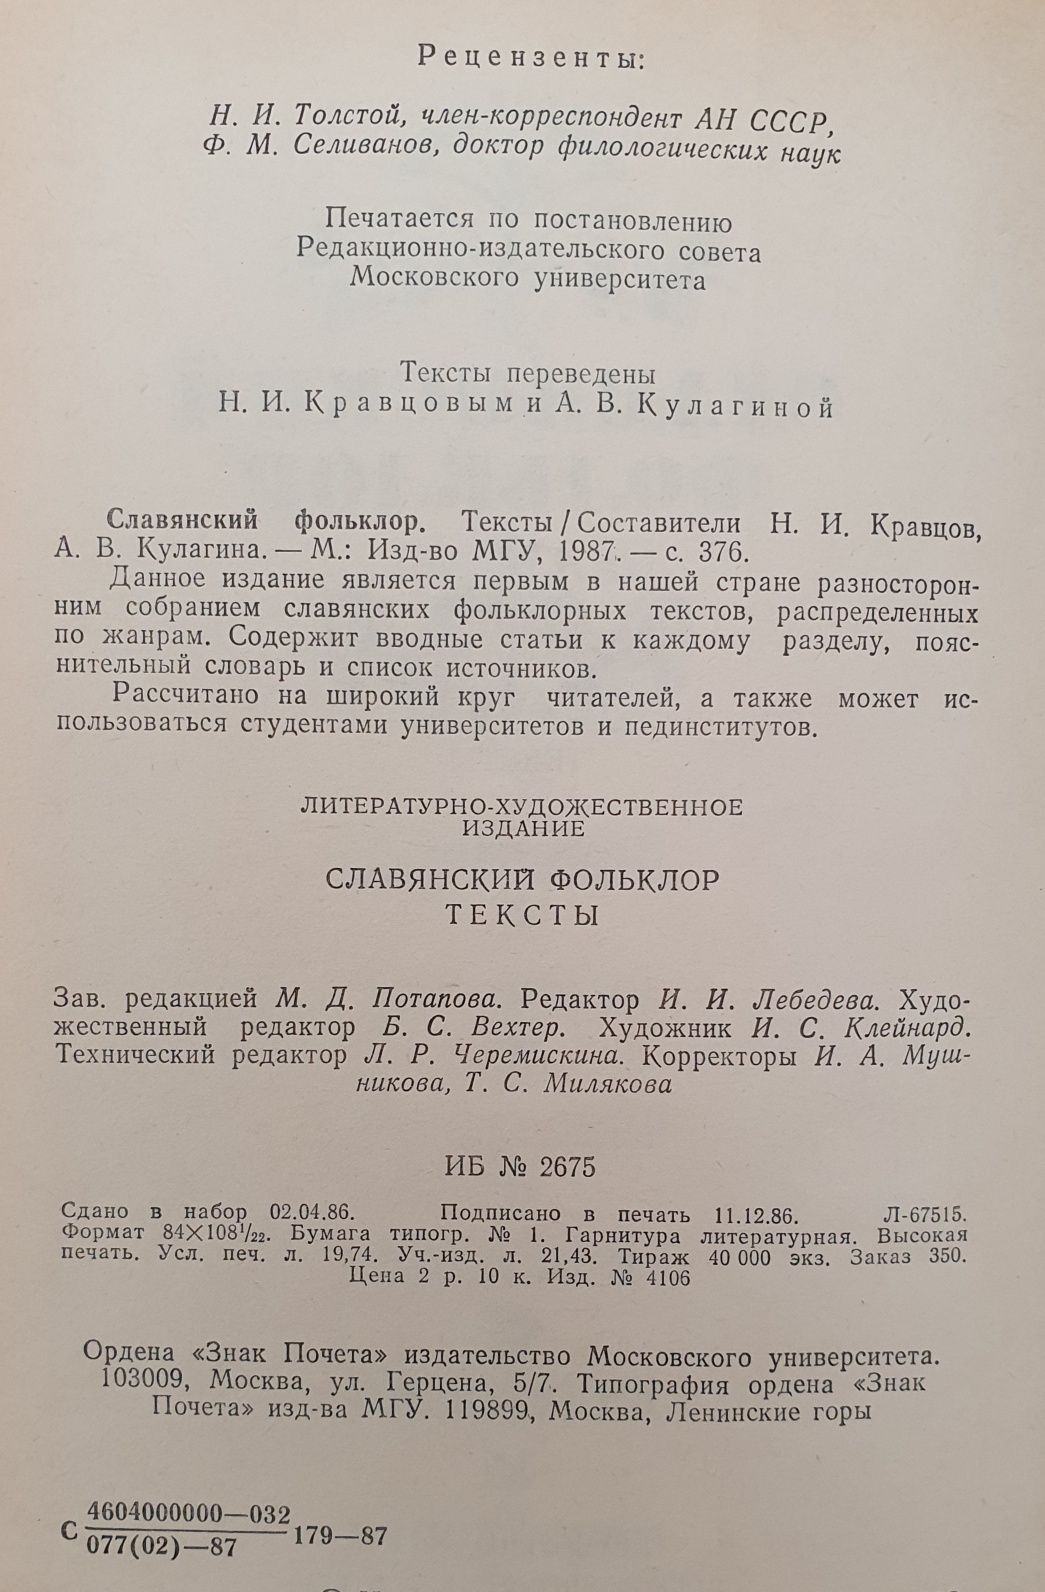 Рецензенты:
Н. И. Толстой, член-корреспондент АН СССР,
Ф. М. Селиванов, доктор филологических наук
Печатается по постановлению
Редакционно-издательского совета
Московского университета
Тексты переведены
Н. И. Кравцовым и А. В. Кулагиной
Славянский фольклор. Тексты / Составители Н. И. Кравцов,
А. В. Кулагина. — М.: Изд-во МГУ, 1987. — с. 376.
Данное издание является первым в нашей стране разносторон-
ним собранием славянских фольклорных текстов, распределенных
по жанрам. Содержит вводные статьи к каждому разделу, пояс-
нительный словарь и список источников.
Рассчитано на широкий круг читателей, а также может ис-
пользоваться студентами университетов и пединститутов.
ЛИТЕРАТУРНО-ХУДОЖЕСТВЕННОЕ
ИЗДАНИЕ
СЛАВЯНСКИЙ ФОЛЬКЛОР
ТЕКСТЫ
Зав. редакцией М. Д. Потапова. Редактор И. И. Лебедева. Худо-
жественный редактор Б. С. Вехтер. Художник И. С. Клейнард.
Технический редактор Л. Р. Черемискина. Корректоры И. А. Муш-
никова, Т. С. Милякова
ИБ № 2675
Сдано в набор 02.04.86. Подписано в печать 11.12.86. Л-67515.
Формат 84×108¹/₂₂. Бумага типогр. № 1. Гарнитура литературная. Высокая
печать. Усл. печ. л. 19,74. Уч.-изд. л. 21,43. Тираж 40 000 экз. Заказ 350.
Цена 2 р. 10 к. Изд. № 4106
Ордена «Знак Почета» издательство Московского университета.
103009, Москва, ул. Герцена, 5/7. Типография ордена «Знак
Почета» изд-ва МГУ. 119899, Москва, Ленинские горы
4604000000—032
С 179—87
077(02)—87